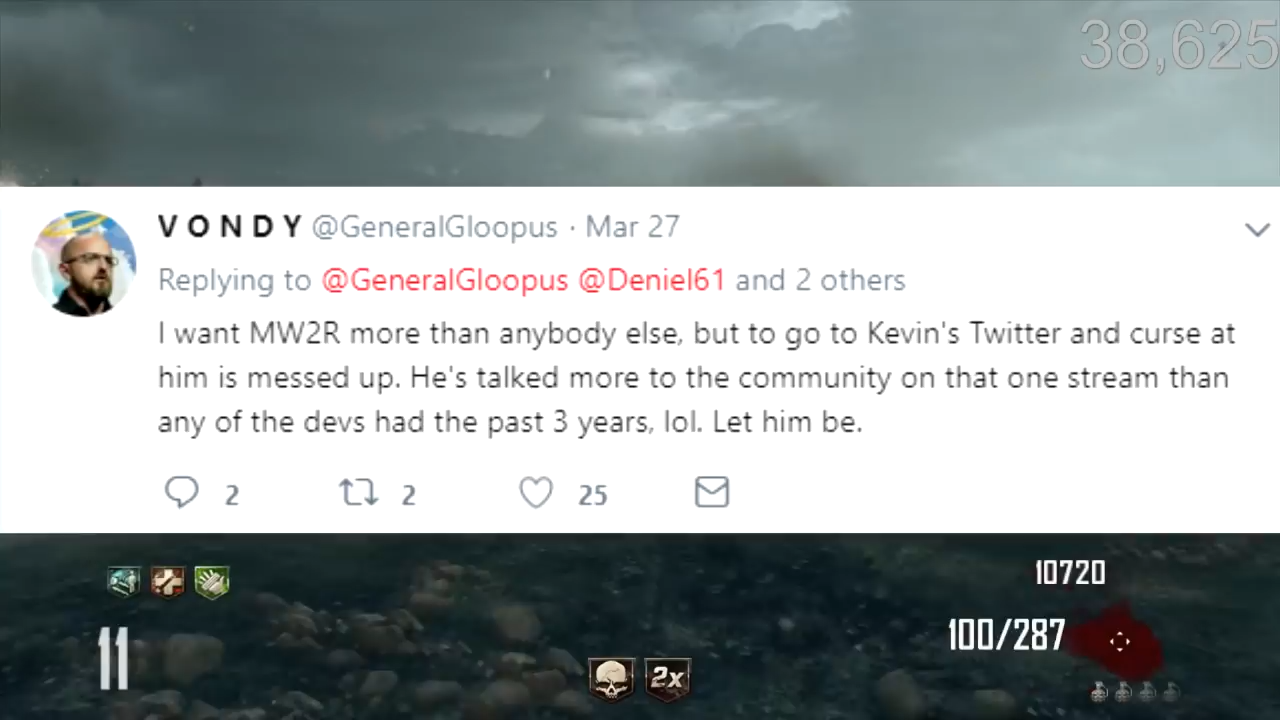 38,625
V O N D Y @GeneralGloopus · Mar 27
Replying to @GeneralGloopus @Deniel61 and 2 others
I want MW2R more than anybody else, but to go to Kevin's Twitter and curse at
him is messed up. He's talked more to the community on that one stream than
any of the devs had the past 3 years, lol. Let him be.
2 2 25
10720
100/287
11
2x